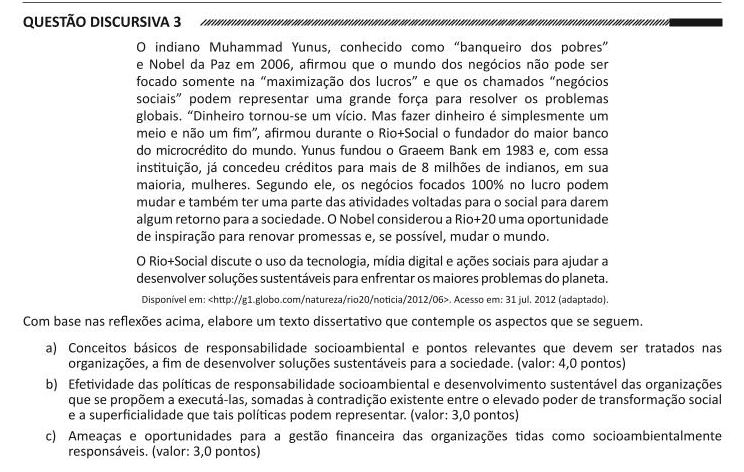 QUESTÃO DISCURSIVA 3
O indiano Muhammad Yunus, conhecido como “banqueiro dos pobres”
e Nobel da Paz em 2006, afirmou que o mundo dos negócios não pode ser
focado somente na “maximização dos lucros” e que os chamados “negócios
sociais” podem representar uma grande força para resolver os problemas
globais. “Dinheiro tornou-se um vício. Mas fazer dinheiro é simplesmente um
meio e não um fim”, afirmou durante o Rio+Social o fundador do maior banco
do microcrédito do mundo. Yunus fundou o Graeem Bank em 1983 e, com essa
instituição, já concedeu créditos para mais de 8 milhões de indianos, em sua
maioria, mulheres. Segundo ele, os negócios focados 100% no lucro podem
mudar e também ter uma parte das atividades voltadas para o social para darem
algum retorno para a sociedade. O Nobel considerou a Rio+20 uma oportunidade
de inspiração para renovar promessas e, se possível, mudar o mundo.
O Rio+Social discute o uso da tecnologia, mídia digital e ações sociais para ajudar a
desenvolver soluções sustentáveis para enfrentar os maiores problemas do planeta.
Disponível em: <http://g1.globo.com/natureza/rio20/noticia/2012/06>. Acesso em: 31 jul. 2012 (adaptado).
Com base nas reflexões acima, elabore um texto dissertativo que contemple os aspectos que se seguem.
a) Conceitos básicos de responsabilidade socioambiental e pontos relevantes que devem ser tratados nas
organizações, a fim de desenvolver soluções sustentáveis para a sociedade. (valor: 4,0 pontos)
b) Efetividade das políticas de responsabilidade socioambiental e desenvolvimento sustentável das organizações
que se propõem a executá-las, somadas à contradição existente entre o elevado poder de transformação social
e a superficialidade que tais políticas podem representar. (valor: 3,0 pontos)
c) Ameaças e oportunidades para a gestão financeira das organizações tidas como socioambientalmente
responsáveis. (valor: 3,0 pontos)